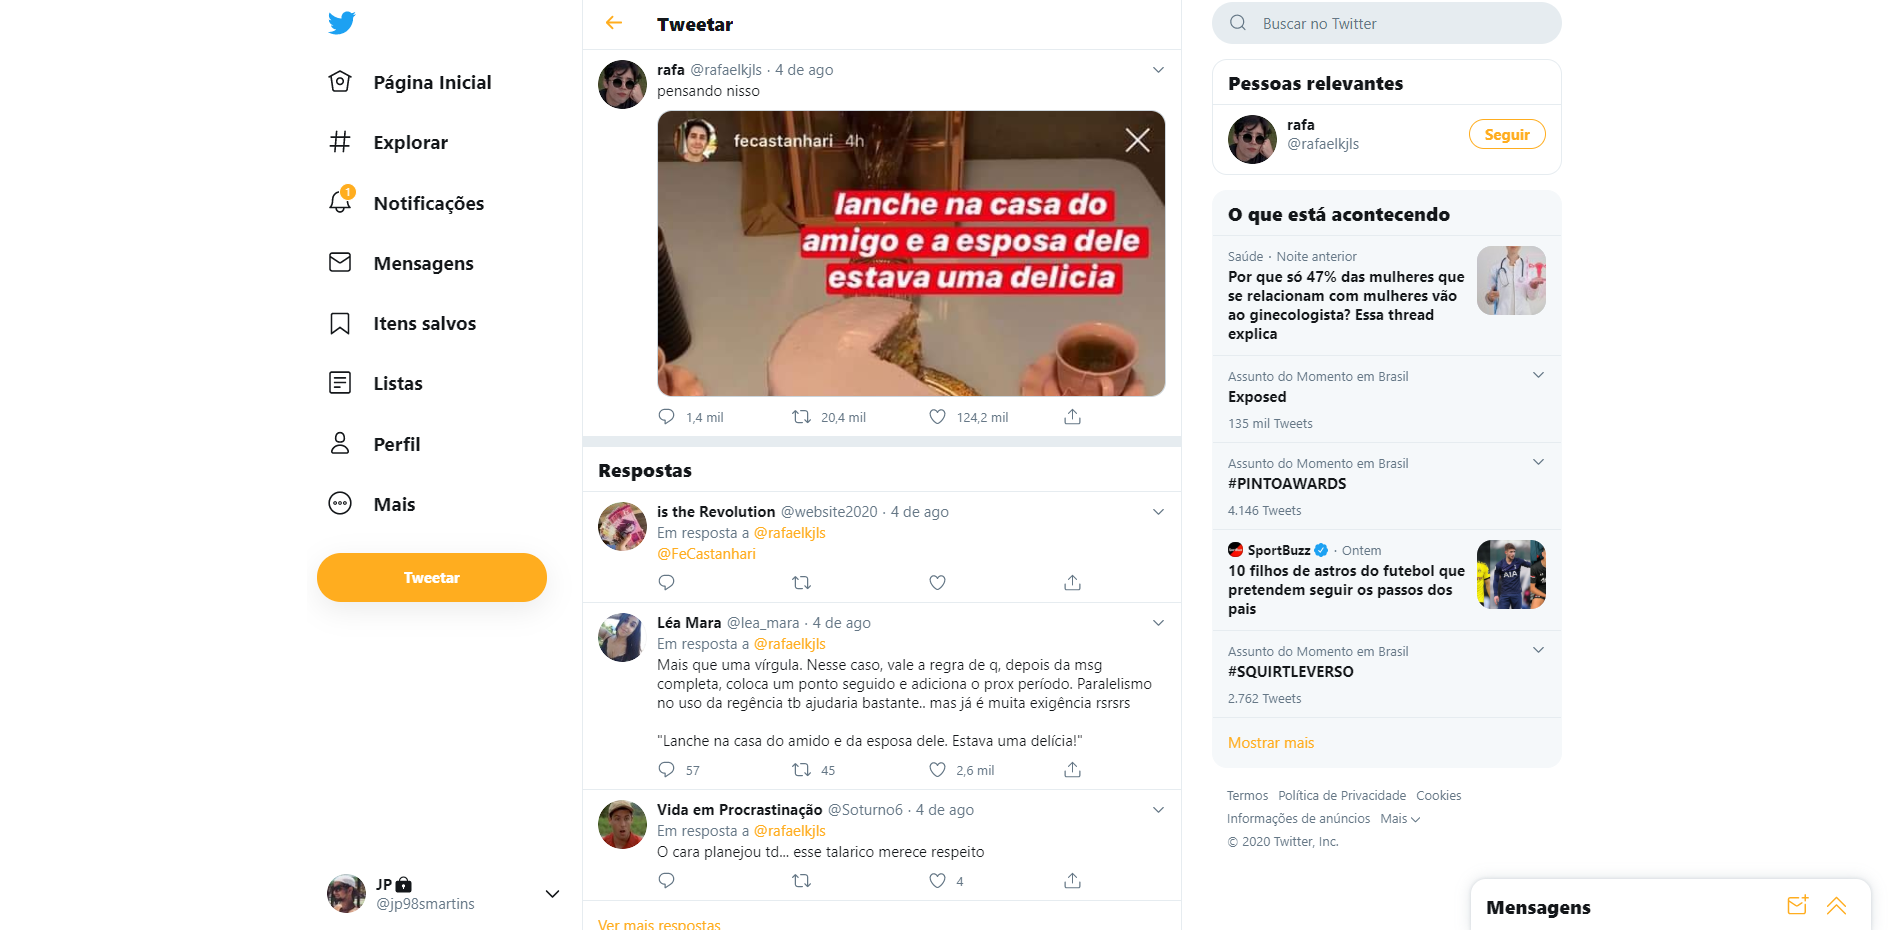 Página Inicial
Explorar
1
Notificações
Mensagens
Itens salvos
Listas
Perfil
Mais
Tweetar
JP
@jp98smartins
Tweetar
rafa @rafaelkjls · 4 de ago
pensando nisso
fecastanhari 4h
lanche na casa do
amigo e a esposa dele
estava uma delicia
1,4 mil 20,4 mil 124,2 mil
Respostas
is the Revolution @website2020 · 4 de ago
Em resposta a @rafaelkjls
@FeCastanhari
Léa Mara @lea_mara · 4 de ago
Em resposta a @rafaelkjls
Mais que uma vírgula. Nesse caso, vale a regra de q, depois da msg
completa, coloca um ponto seguido e adiciona o prox período. Paralelismo
no uso da regência tb ajudaria bastante.. mas já é muita exigência rsrsrs
"Lanche na casa do amido e da esposa dele. Estava uma delícia!"
57 45 2,6 mil
Vida em Procrastinação @Soturno6 · 4 de ago
Em resposta a @rafaelkjls
O cara planejou td... esse talarico merece respeito
4
Ver mais respostas
Buscar no Twitter
Pessoas relevantes
rafa
@rafaelkjls
Seguir
O que está acontecendo
Saúde · Noite anterior
Por que só 47% das mulheres que
se relacionam com mulheres vão
ao ginecologista? Essa thread
explica
Assunto do Momento em Brasil
Exposed
135 mil Tweets
Assunto do Momento em Brasil
#PINTOAWARDS
4.146 Tweets
SportBuzz · Ontem
10 filhos de astros do futebol que
pretendem seguir os passos dos
pais
AIA
Assunto do Momento em Brasil
#SQUIRTLEVERSO
2.762 Tweets
Mostrar mais
Termos Política de Privacidade Cookies
Informações de anúncios Mais
© 2020 Twitter, Inc.
Mensagens